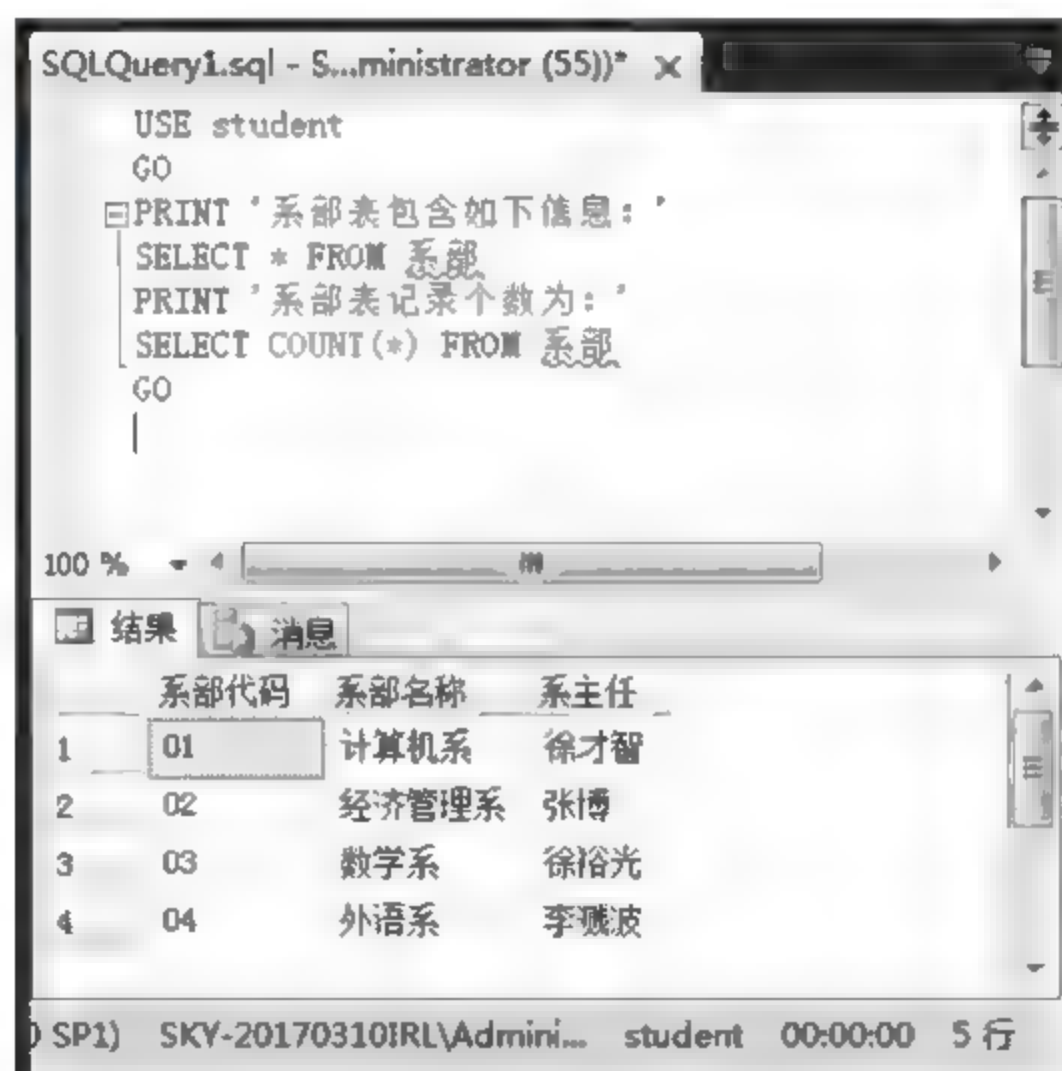 SQLQuery1.sql - S...ministrator (55))* ×
USE student
GO
PRINT '系部表包含如下信息：'
SELECT * FROM 系部
PRINT '系部表记录个数为：'
SELECT COUNT(*) FROM 系部
GO
100 %
结果 消息
系部代码 系部名称 系主任
1 01 计算机系 徐才智
2 02 经济管理系 张博
3 03 数学系 徐裕光
4 04 外语系 李溅波
) SP1) SKY-20170310IRL\Admini... student 00:00:00 5 行